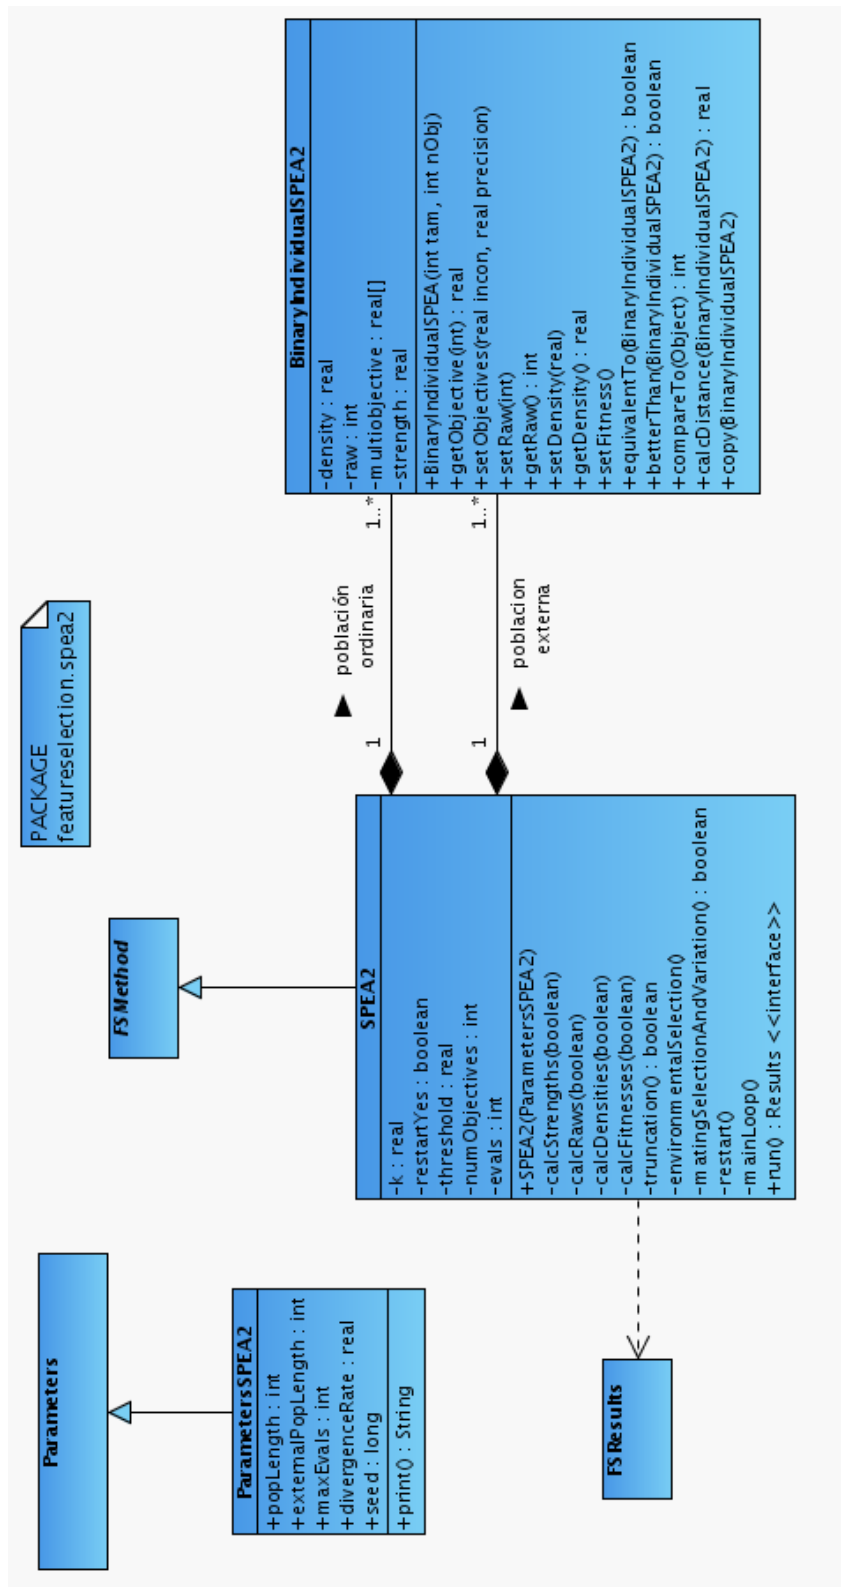 PACKAGE
featureselection.spea2
Parameters
ParametersSPEA2
+popLength : int
+externalPopLength : int
+maxEvals : int
+divergenceRate : real
+seed : long
+print() : String
FSMethod
SPEA2
-k : real
-restartYes : boolean
-threshold : real
-numObjectives : int
-evals : int
+SPEA2(ParametersSPEA2)
-calcStrengths(boolean)
-calcRaws(boolean)
-calcDensities(boolean)
-calcFitnesses(boolean)
-truncation() : boolean
-environmentalSelection()
-matingSelectionAndVariation() : boolean
-restart()
-mainLoop()
+run() : Results <<interface>>
FSResults
1
población
ordinaria
1..*
1
poblacion
externa
1..*
BinaryIndividualSPEA2
-density : real
-raw : int
-multiobjective : real[]
-strength : real
+BinaryIndividualSPEA(int tam, int nObj)
+getObjective(int) : real
+setObjectives(real incon, real precision)
+setRaw(int)
+getRaw() : int
+setDensity(real)
+getDensity() : real
+setFitness()
+equivalentTo(BinaryIndividualSPEA2) : boolean
+betterThan(BinaryIndividualSPEA2) : boolean
+compareTo(Object) : int
+calcDistance(BinaryIndividualSPEA2) : real
+copy(BinaryIndividualSPEA2)